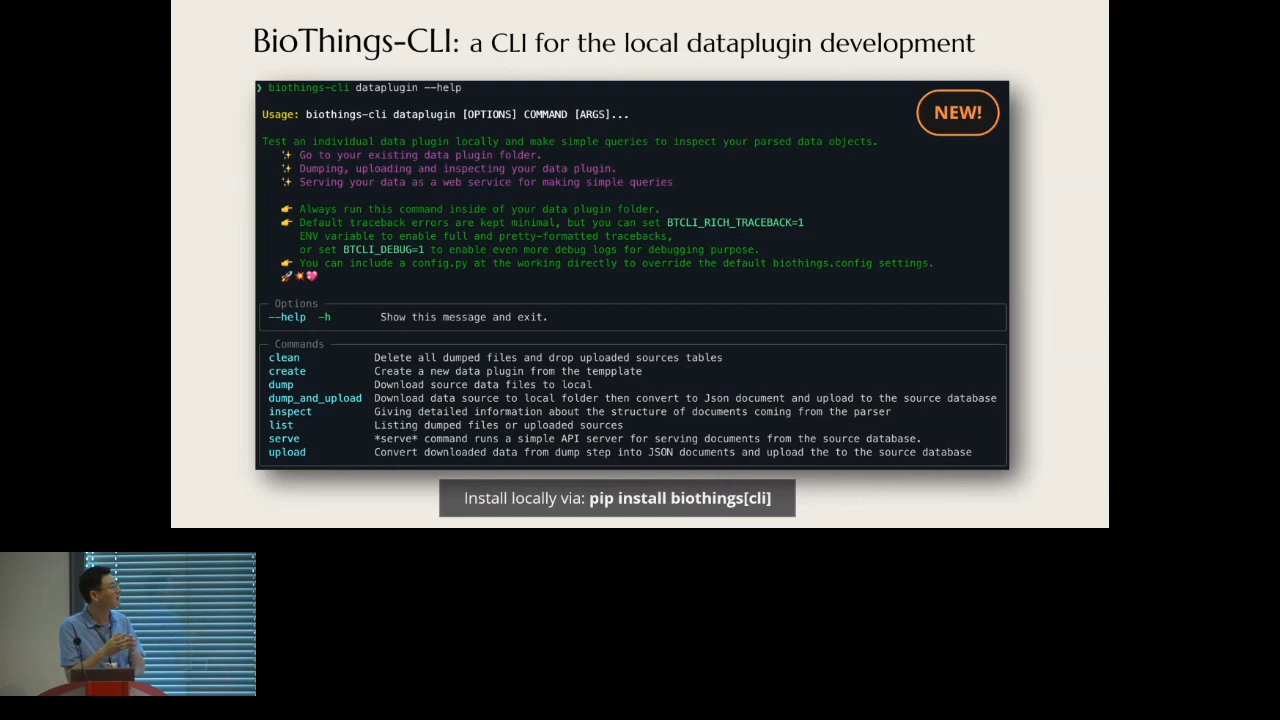 BioThings-CLI: a CLI for the local dataplugin development
❯ biothings-cli dataplugin --help
NEW!
Usage: biothings-cli dataplugin [OPTIONS] COMMAND [ARGS]...
Test an individual data plugin locally and make simple queries to inspect your parsed data objects.
✨ Go to your existing data plugin folder.
✨ Dumping, uploading and inspecting your data plugin.
✨ Serving your data as a web service for making simple queries
👉 Always run this command inside of your data plugin folder.
👉 Default traceback errors are kept minimal, but you can set BTCLI_RICH_TRACEBACK=1
ENV variable to enable full and pretty-formatted tracebacks,
or set BTCLI_DEBUG=1 to enable even more debug logs for debugging purpose.
👉 You can include a config.py at the working directly to override the default biothings.config settings.
🚀💥💖
Options
--help -h Show this message and exit.
Commands
clean Delete all dumped files and drop uploaded sources tables
create Create a new data plugin from the tempplate
dump Download source data files to local
dump_and_upload Download data source to local folder then convert to Json document and upload to the source database
inspect Giving detailed information about the structure of documents coming from the parser
list Listing dumped files or uploaded sources
serve *serve* command runs a simple API server for serving documents from the source database.
upload Convert downloaded data from dump step into JSON documents and upload the to the source database
Install locally via: pip install biothings[cli]